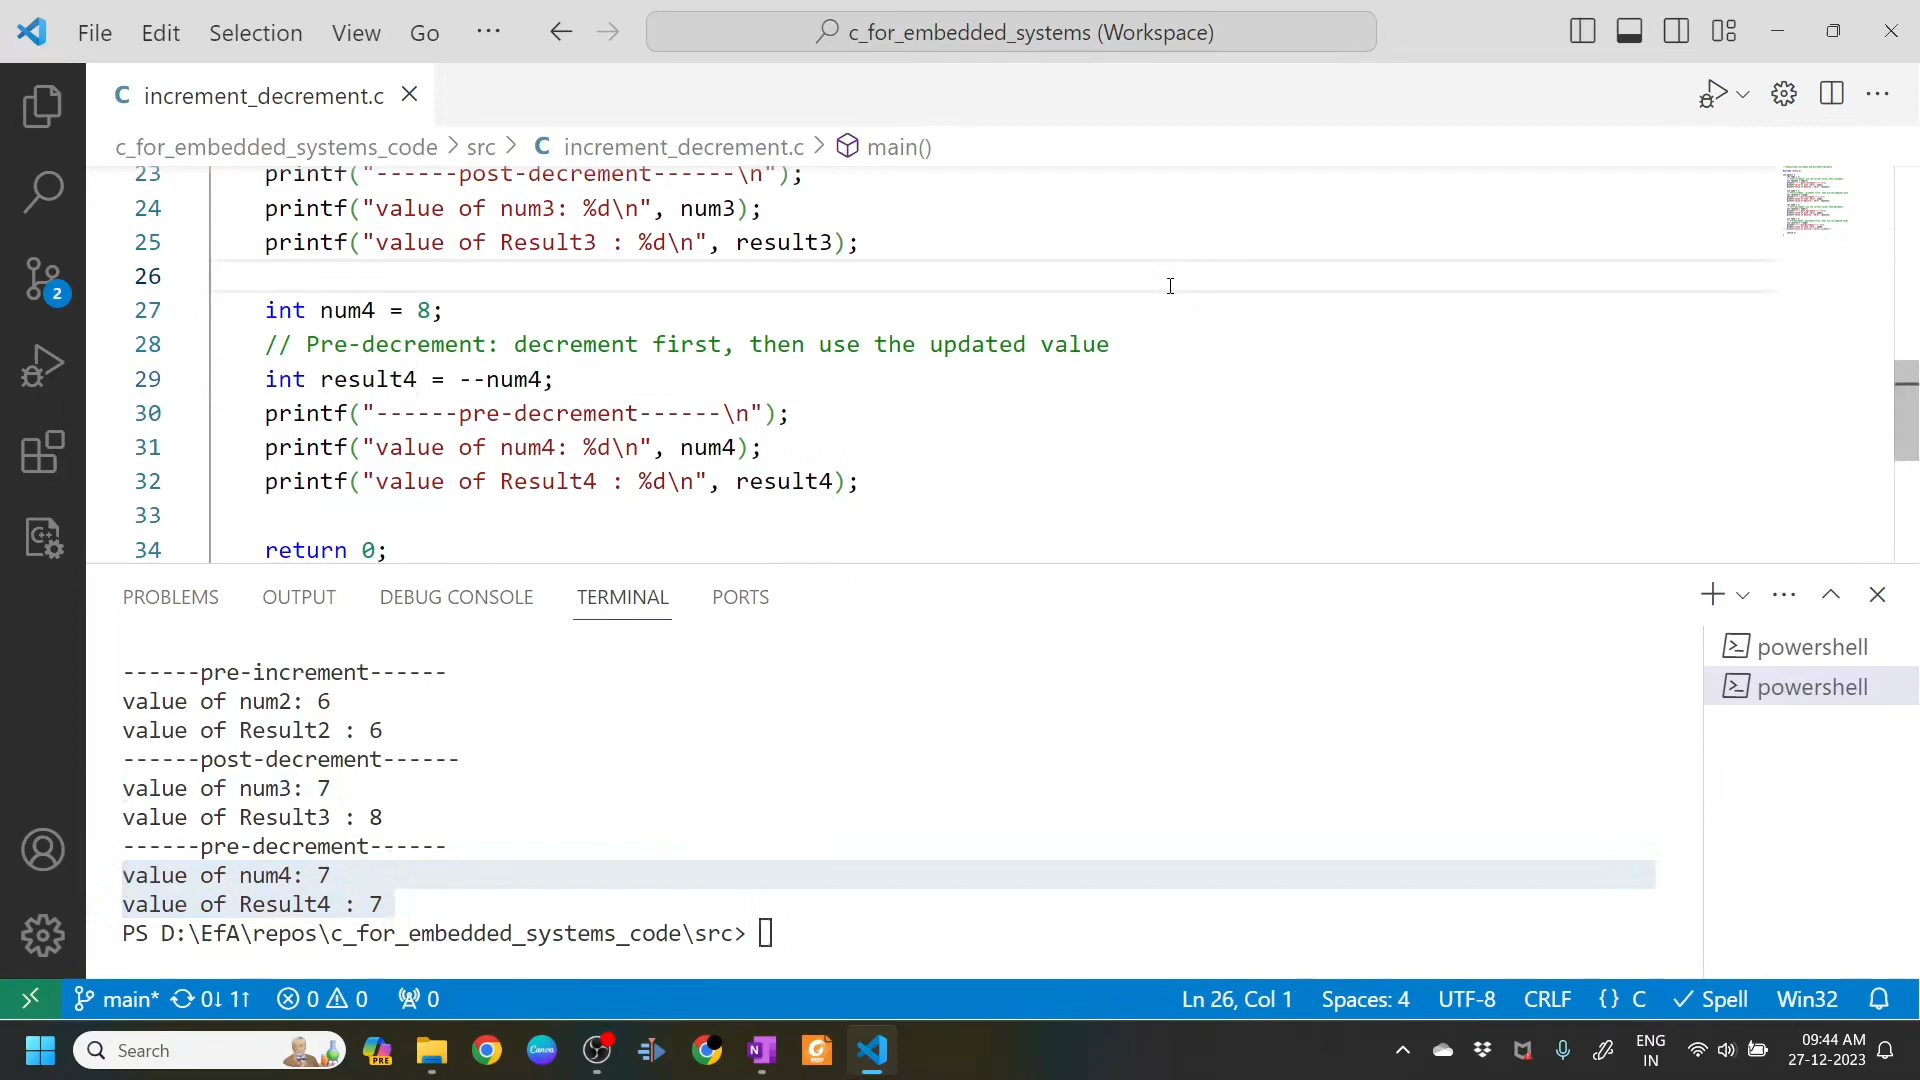 File Edit Selection View Go ··· c_for_embedded_systems (Workspace)
C increment_decrement.c
c_for_embedded_systems_code > src > C increment_decrement.c > main()
23 printf("------post-decrement------\n");
24 printf("value of num3: %d\n", num3);
25 printf("value of Result3 : %d\n", result3);
26
27 int num4 = 8;
28 // Pre-decrement: decrement first, then use the updated value
29 int result4 = --num4;
30 printf("------pre-decrement------\n");
31 printf("value of num4: %d\n", num4);
32 printf("value of Result4 : %d\n", result4);
33
34 return 0;
PROBLEMS OUTPUT DEBUG CONSOLE TERMINAL PORTS
powershell
powershell
------pre-increment------
value of num2: 6
value of Result2 : 6
------post-decrement------
value of num3: 7
value of Result3 : 8
------pre-decrement------
value of num4: 7
value of Result4 : 7
PS D:\EfA\repos\c_for_embedded_systems_code\src>
2
main* 0↓ 1↑ 0 0 0 Ln 26, Col 1 Spaces: 4 UTF-8 CRLF {} C Spell Win32
Search PRE Canva N ENG IN 09:44 AM 27-12-2023